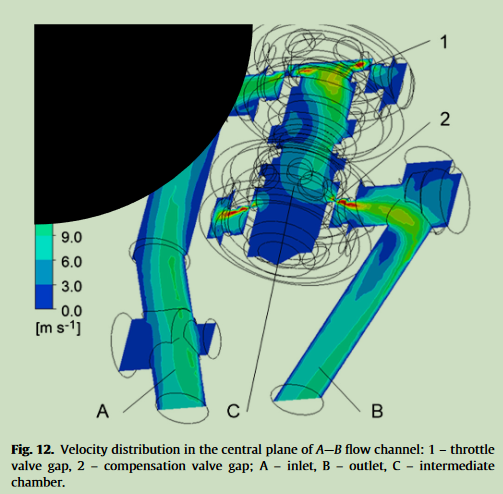 1
2
9.0
6.0
3.0
0.0
[m s⁻¹]
A
C
B
Fig. 12. Velocity distribution in the central plane of A—B flow channel: 1 – throttle
valve gap, 2 – compensation valve gap; A – inlet, B – outlet, C – intermediate
chamber.